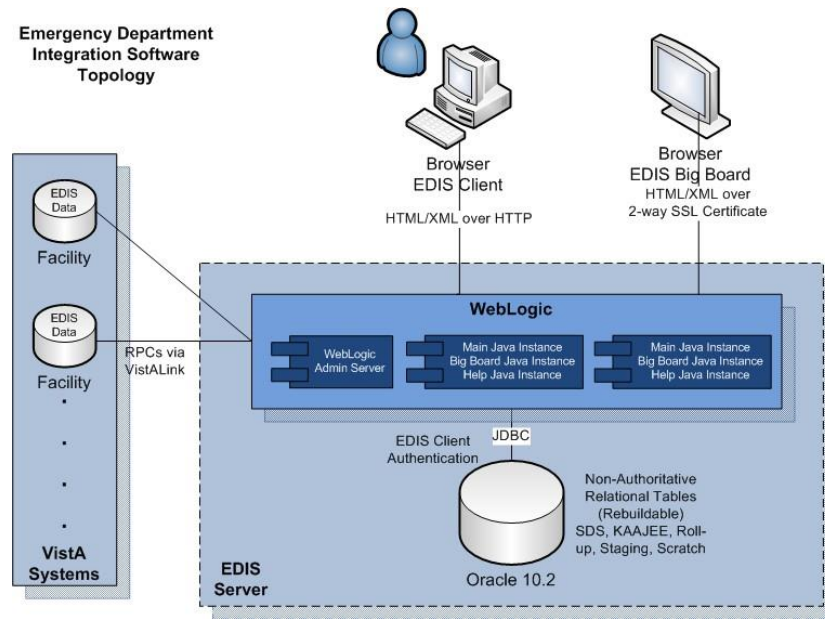 Emergency Department
Integration Software
Topology
Browser
EDIS Client
HTML/XML over HTTP
Browser
EDIS Big Board
HTML/XML over
2-way SSL Certificate
EDIS
Data
Facility
EDIS
Data
Facility
RPCs via
VistALink
VistA
Systems
WebLogic
WebLogic
Admin Server
Main Java Instance
Big Board Java Instance
Help Java Instance
Main Java Instance
Big Board Java Instance
Help Java Instance
JDBC
EDIS Client
Authentication
Non-Authoritative
Relational Tables
(Rebuildable)
SDS, KAAJEE, Roll-
up, Staging, Scratch
Oracle 10.2
EDIS
Server